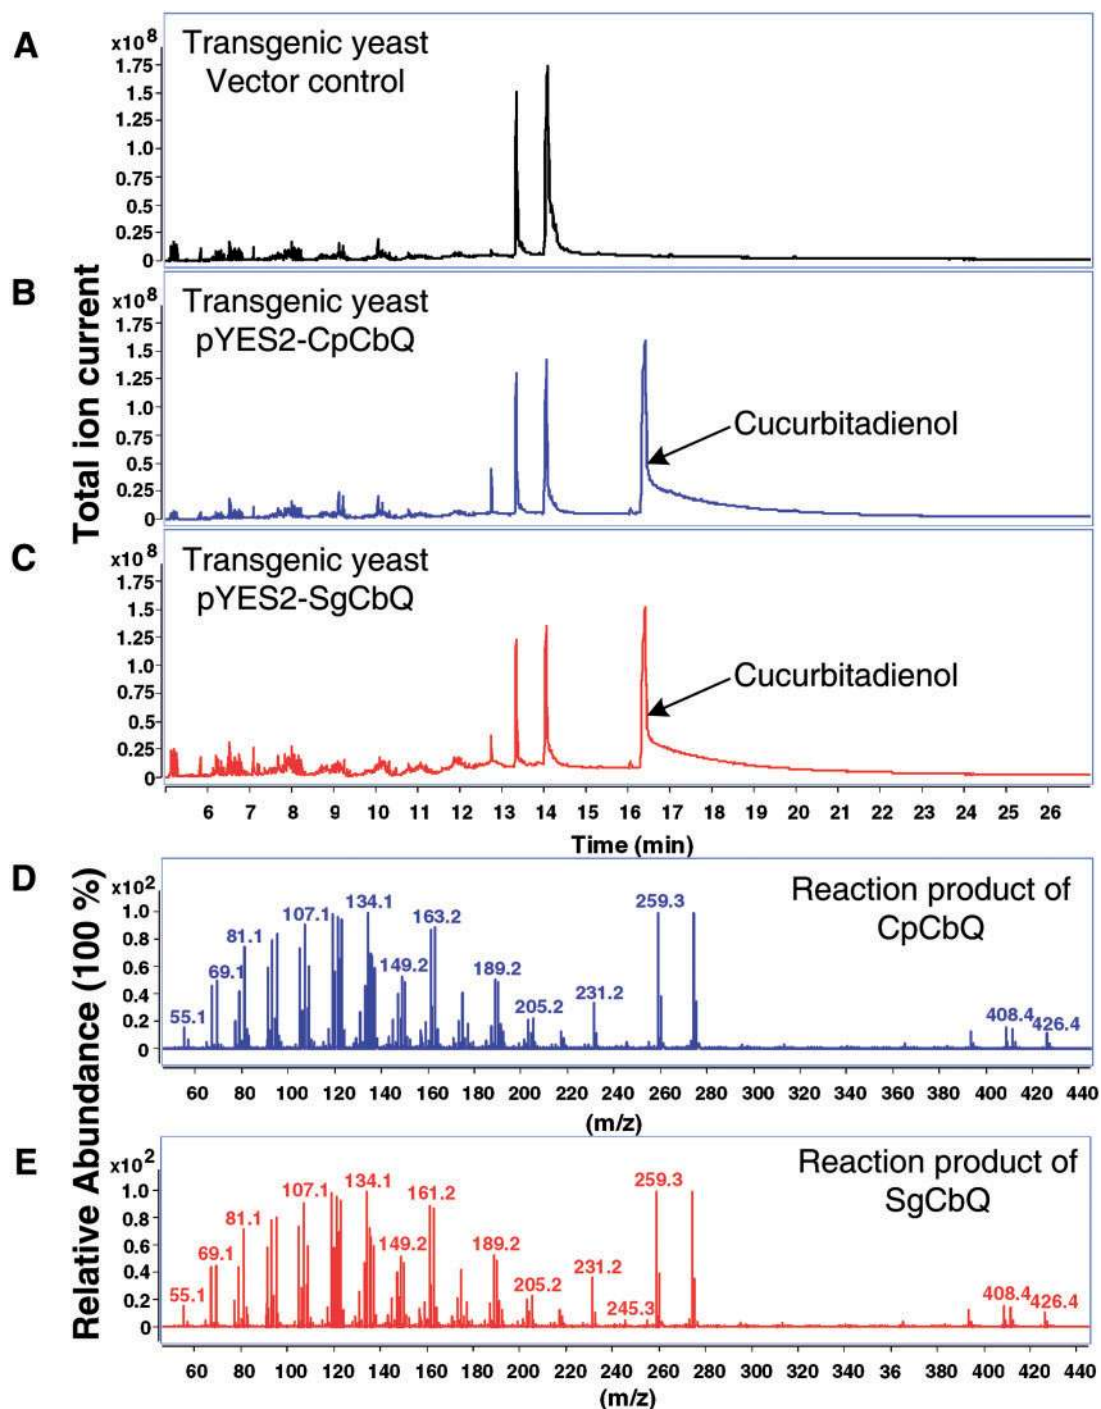 A
x10 8
Transgenic yeast
Vector control
1.75
1.5
1.25
1.0
0.75
0.5
0.25
0
B
x10 8
Transgenic yeast
pYES2-CpCbQ
1.75
1.5
1.25
1.0
0.75
0.5
0.25
0
Cucurbitadienol
Total ion current
C
x10 8
Transgenic yeast
pYES2-SgCbQ
1.75
1.5
1.25
1.0
0.75
0.5
0.25
0
Cucurbitadienol
6 7 8 9 10 11 12 13 14 15 16 17 18 19 20 21 22 23 24 25 26
Time (min)
D
x10 2
Reaction product of
CpCbQ
1.0
0.8
0.6
0.4
0.2
0
55.1 69.1 81.1 107.1 134.1 149.2 163.2 189.2 205.2 231.2 259.3 408.4 426.4
60 80 100 120 140 160 180 200 220 240 260 280 300 320 340 360 380 400 420 440
(m/z)
Relative Abundance (100 %)
E
x10 2
Reaction product of
SgCbQ
1.0
0.8
0.6
0.4
0.2
0
55.1 69.1 81.1 107.1 134.1 149.2 161.2 189.2 205.2 231.2 245.3 259.3 408.4 426.4
60 80 100 120 140 160 180 200 220 240 260 280 300 320 340 36 380 400 420 440
(m/z)